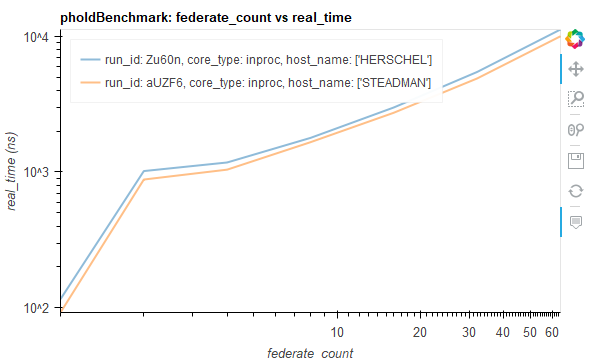 pholdBenchmark: federate_count vs real_time
run_id: Zu60n, core_type: inproc, host_name: ['HERSCHEL']
run_id: aUZF6, core_type: inproc, host_name: ['STEADMAN']
10^4
10^3
10^2
real_time (ns)
10 20 30 40 50 60
federate_count